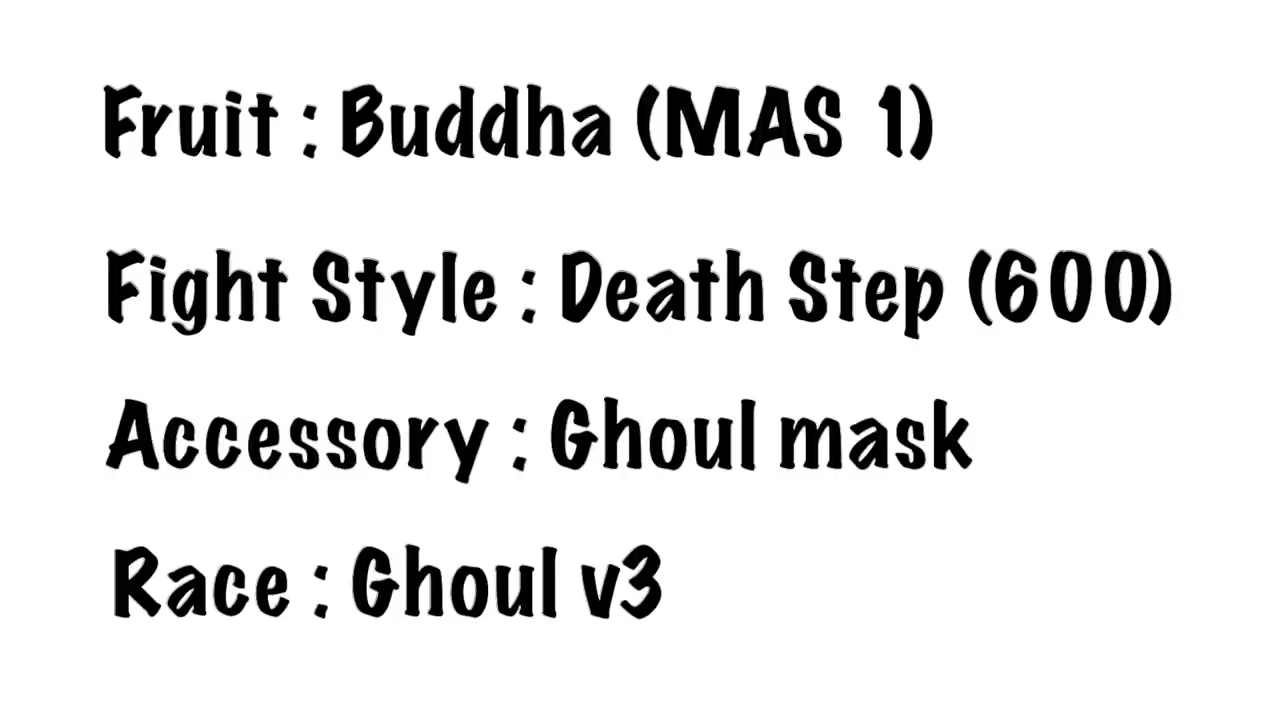 Fruit : Buddha (MAS 1)
Fight Style : Death Step (600)
Accessory : Ghoul mask
Race : Ghoul v3